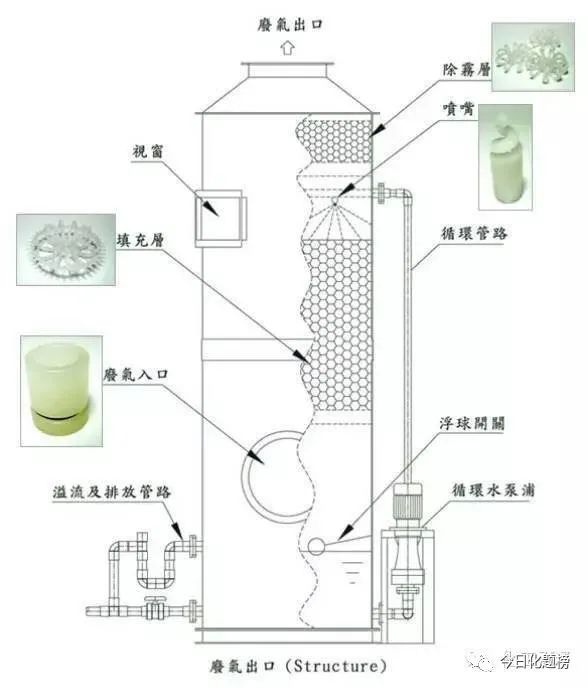 廢氣出口
除霧層
噴嘴
視窗
填充層
循環管路
廢氣入口
浮球開關
溢流及排放管路
循環水泵浦
廢氣出口(Structure)
今日化題榜